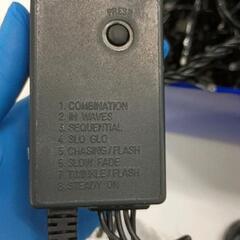 PRESS
1. COMBINATION
2. IN WAVES
3. SEQUENTIAL
4. SLO GLO
5. CHASING/FLASH
6. SLOW FADE
7. TWINKLE/FLASH
8. STEADY ON